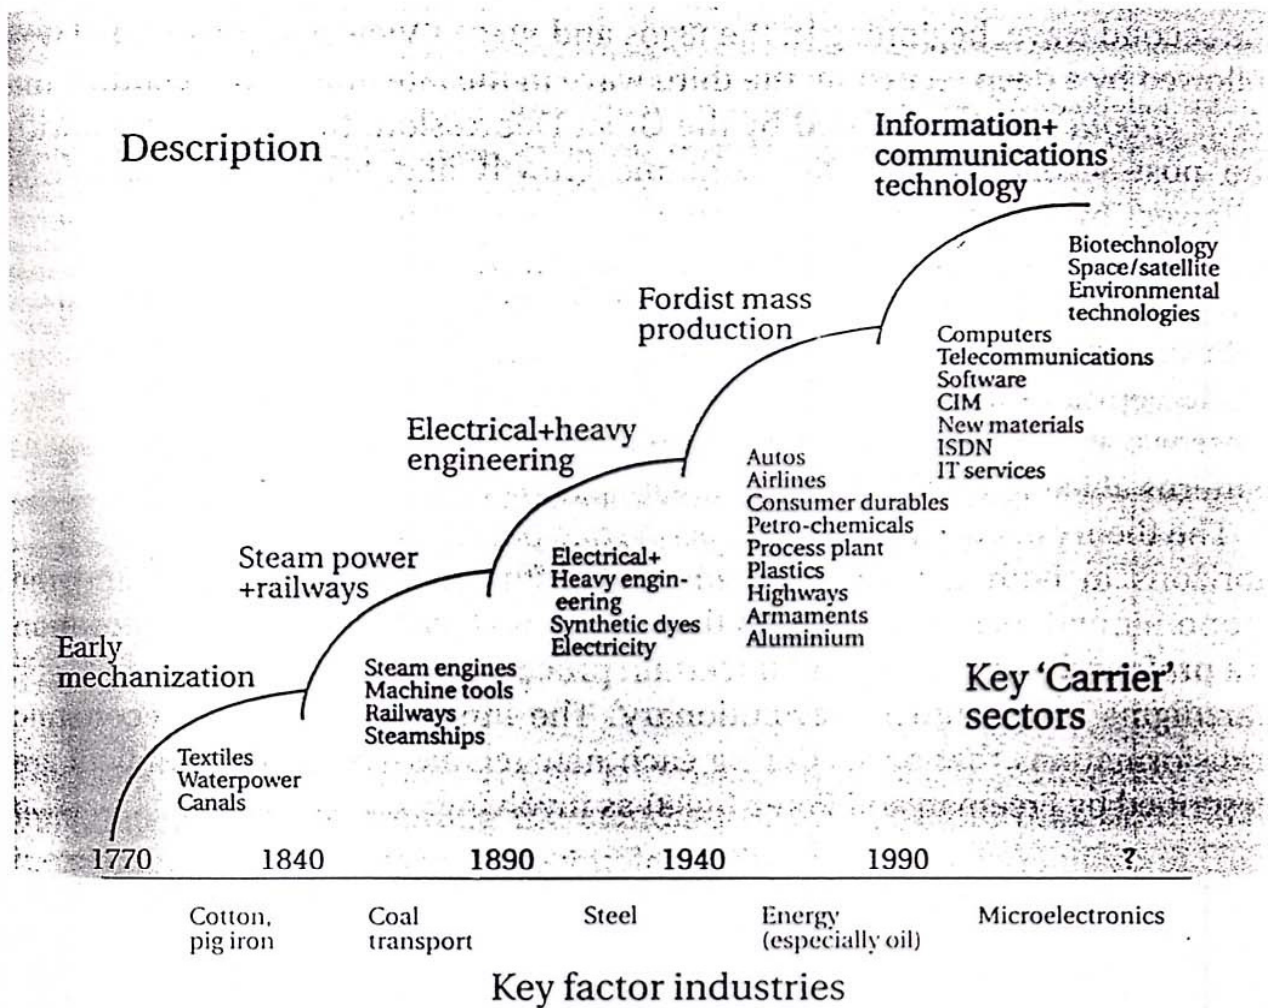 Description
Information+
communications
technology
Biotechnology
Space/satellite
Environmental
technologies
Fordist mass
production
Computers
Telecommunications
Software
CIM
New materials
ISDN
IT services
Electrical+heavy
engineering
Autos
Airlines
Consumer durables
Petro-chemicals
Process plant
Plastics
Highways
Armaments
Aluminium
Steam power
+railways
Electrical+
Heavy engin-
eering
Synthetic dyes
Electricity
Early
mechanization
Steam engines
Machine tools
Railways
Steamships
Key 'Carrier'
sectors
Textiles
Waterpower
Canals
1770 1840 1890 1940 1990 ?
Cotton,
pig iron
Coal
transport
Steel
Energy
(especially oil)
Microelectronics
Key factor industries